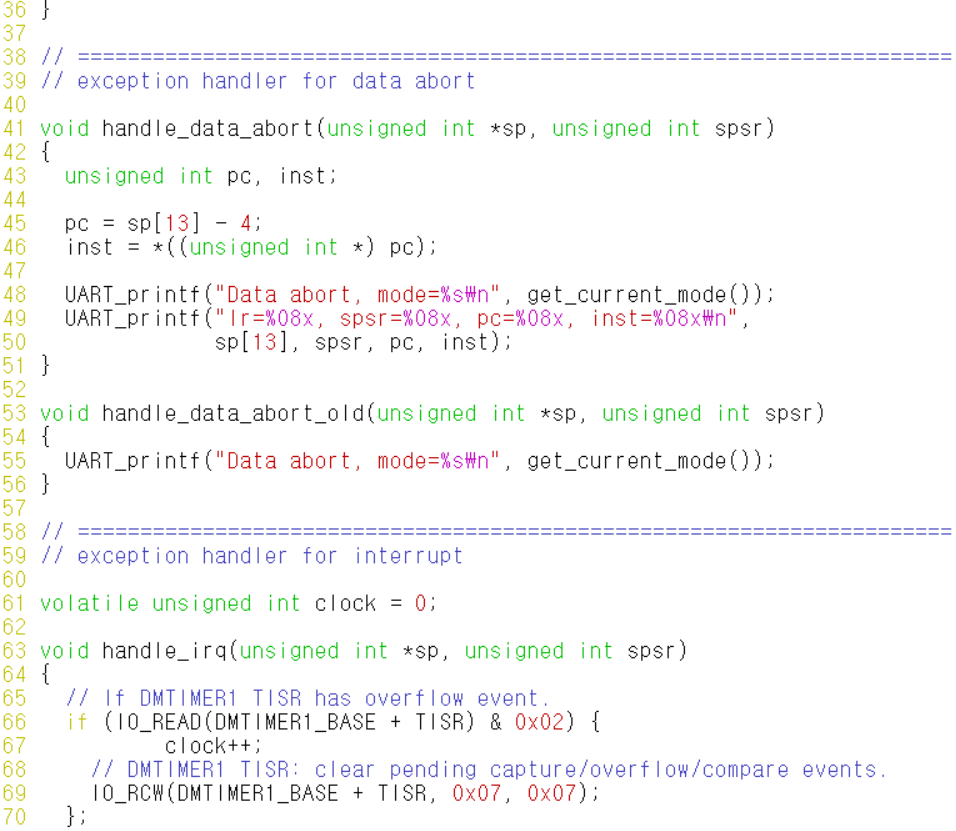 36 }
37
38 // ======================================================================
39 // exception handler for data abort
40
41 void handle_data_abort(unsigned int *sp, unsigned int spsr)
42 {
43   unsigned int pc, inst;
44
45   pc = sp[13] - 4;
46   inst = *((unsigned int *) pc);
47
48   UART_printf("Data abort, mode=%s₩n", get_current_mode());
49   UART_printf("lr=%08x, spsr=%08x, pc=%08x, inst=%08x₩n",
50               sp[13], spsr, pc, inst);
51 }
52
53 void handle_data_abort_old(unsigned int *sp, unsigned int spsr)
54 {
55   UART_printf("Data abort, mode=%s₩n", get_current_mode());
56 }
57
58 // ======================================================================
59 // exception handler for interrupt
60
61 volatile unsigned int clock = 0;
62
63 void handle_irq(unsigned int *sp, unsigned int spsr)
64 {
65   // If DMTIMER1 TISR has overflow event.
66   if (IO_READ(DMTIMER1_BASE + TISR) & 0x02) {
67           clock++;
68     // DMTIMER1 TISR: clear pending capture/overflow/compare events.
69     IO_RCW(DMTIMER1_BASE + TISR, 0x07, 0x07);
70   };